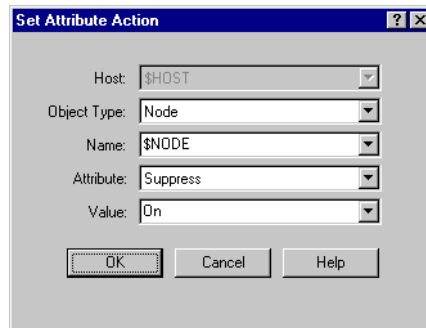 Set Attribute Action
Host: $HOST
Object Type: Node
Name: $NODE
Attribute: Suppress
Value: On
OK Cancel Help